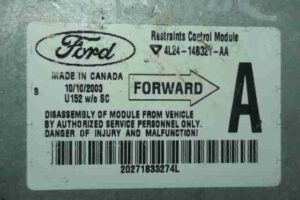 Ford
Restraints Control Module
4L24-14B321-AA
MADE IN CANADA
10/10/2003
8
U152 w/o SC
FORWARD
A
DISASSEMBLY OF MODULE FROM VEHICLE
BY AUTHORIZED SERVICE PERSONNEL ONLY.
DANGER OF INJURY AND MALFUNCTION.
20271833274L